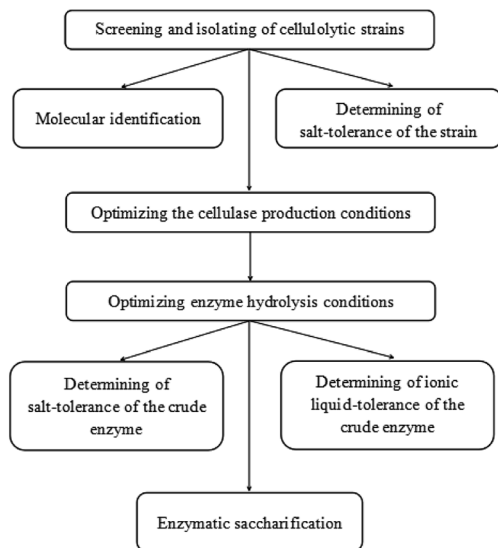 Screening and isolating of cellulolytic strains
Molecular identification
Determining of
salt-tolerance of the strain
Optimizing the cellulase production conditions
Optimizing enzyme hydrolysis conditions
Determining of
salt-tolerance of the crude
enzyme
Determining of ionic
liquid-tolerance of the
crude enzyme
Enzymatic saccharification